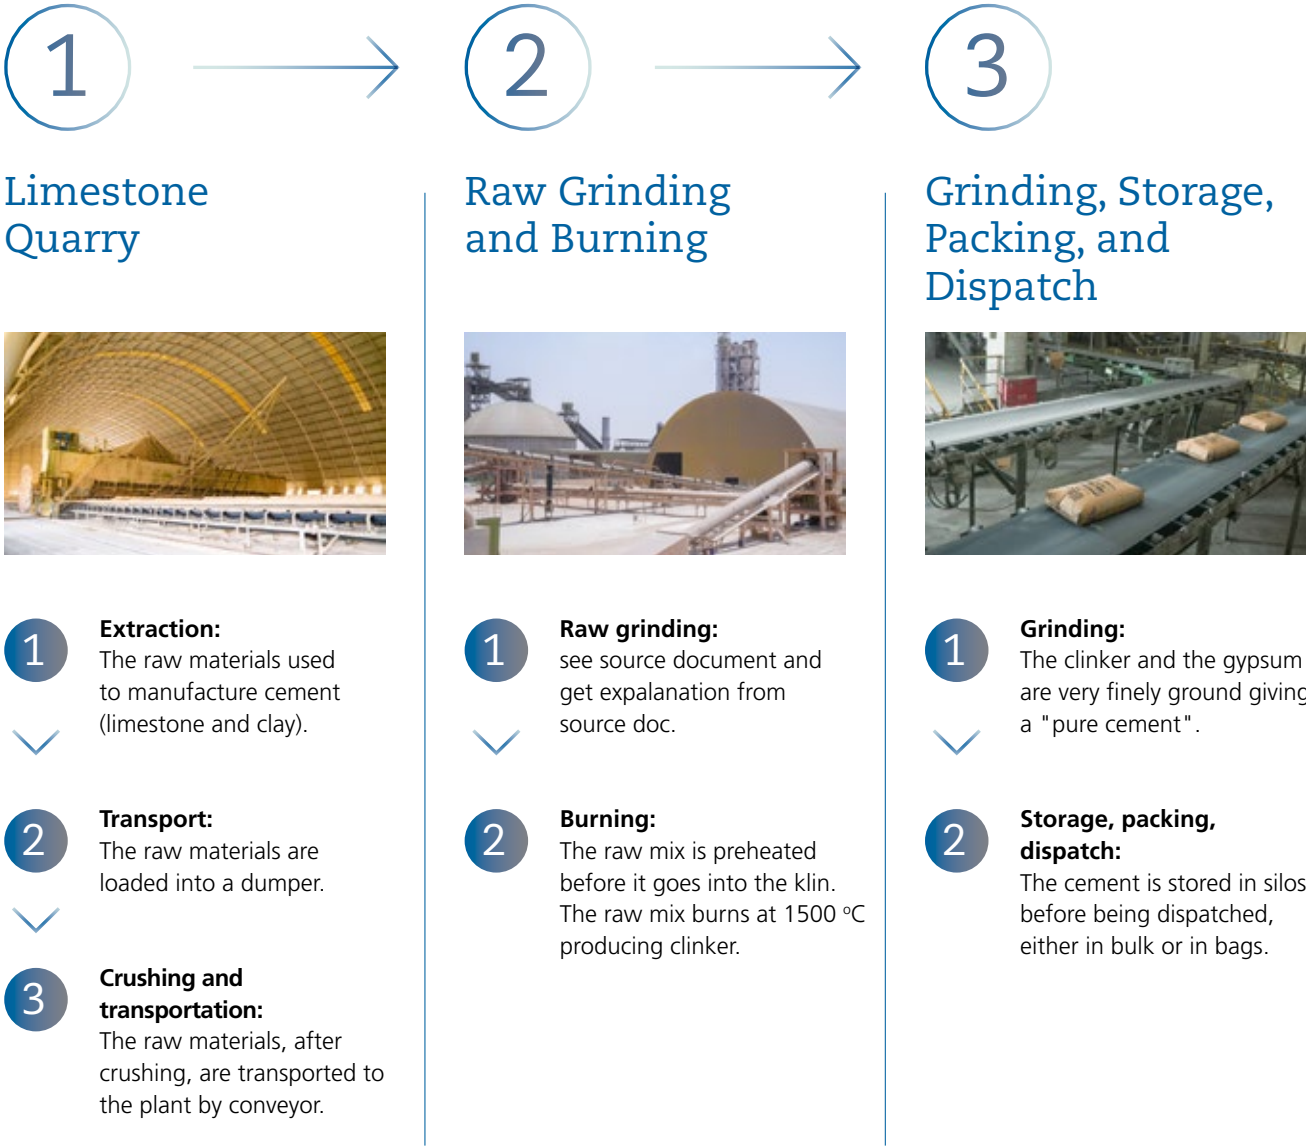 1
2
3
Limestone
Quarry
Raw Grinding
and Burning
Grinding, Storage,
Packing, and
Dispatch
1
Extraction:
The raw materials used
to manufacture cement
(limestone and clay).
2
Transport:
The raw materials are
loaded into a dumper.
3
Crushing and
transportation:
The raw materials, after
crushing, are transported to
the plant by conveyor.
1
Raw grinding:
see source document and
get expalanation from
source doc.
2
Burning:
The raw mix is preheated
before it goes into the klin.
The raw mix burns at 1500 ºC
producing clinker.
1
Grinding:
The clinker and the gypsum
are very finely ground giving
a "pure cement".
2
Storage, packing,
dispatch:
The cement is stored in silos
before being dispatched,
either in bulk or in bags.